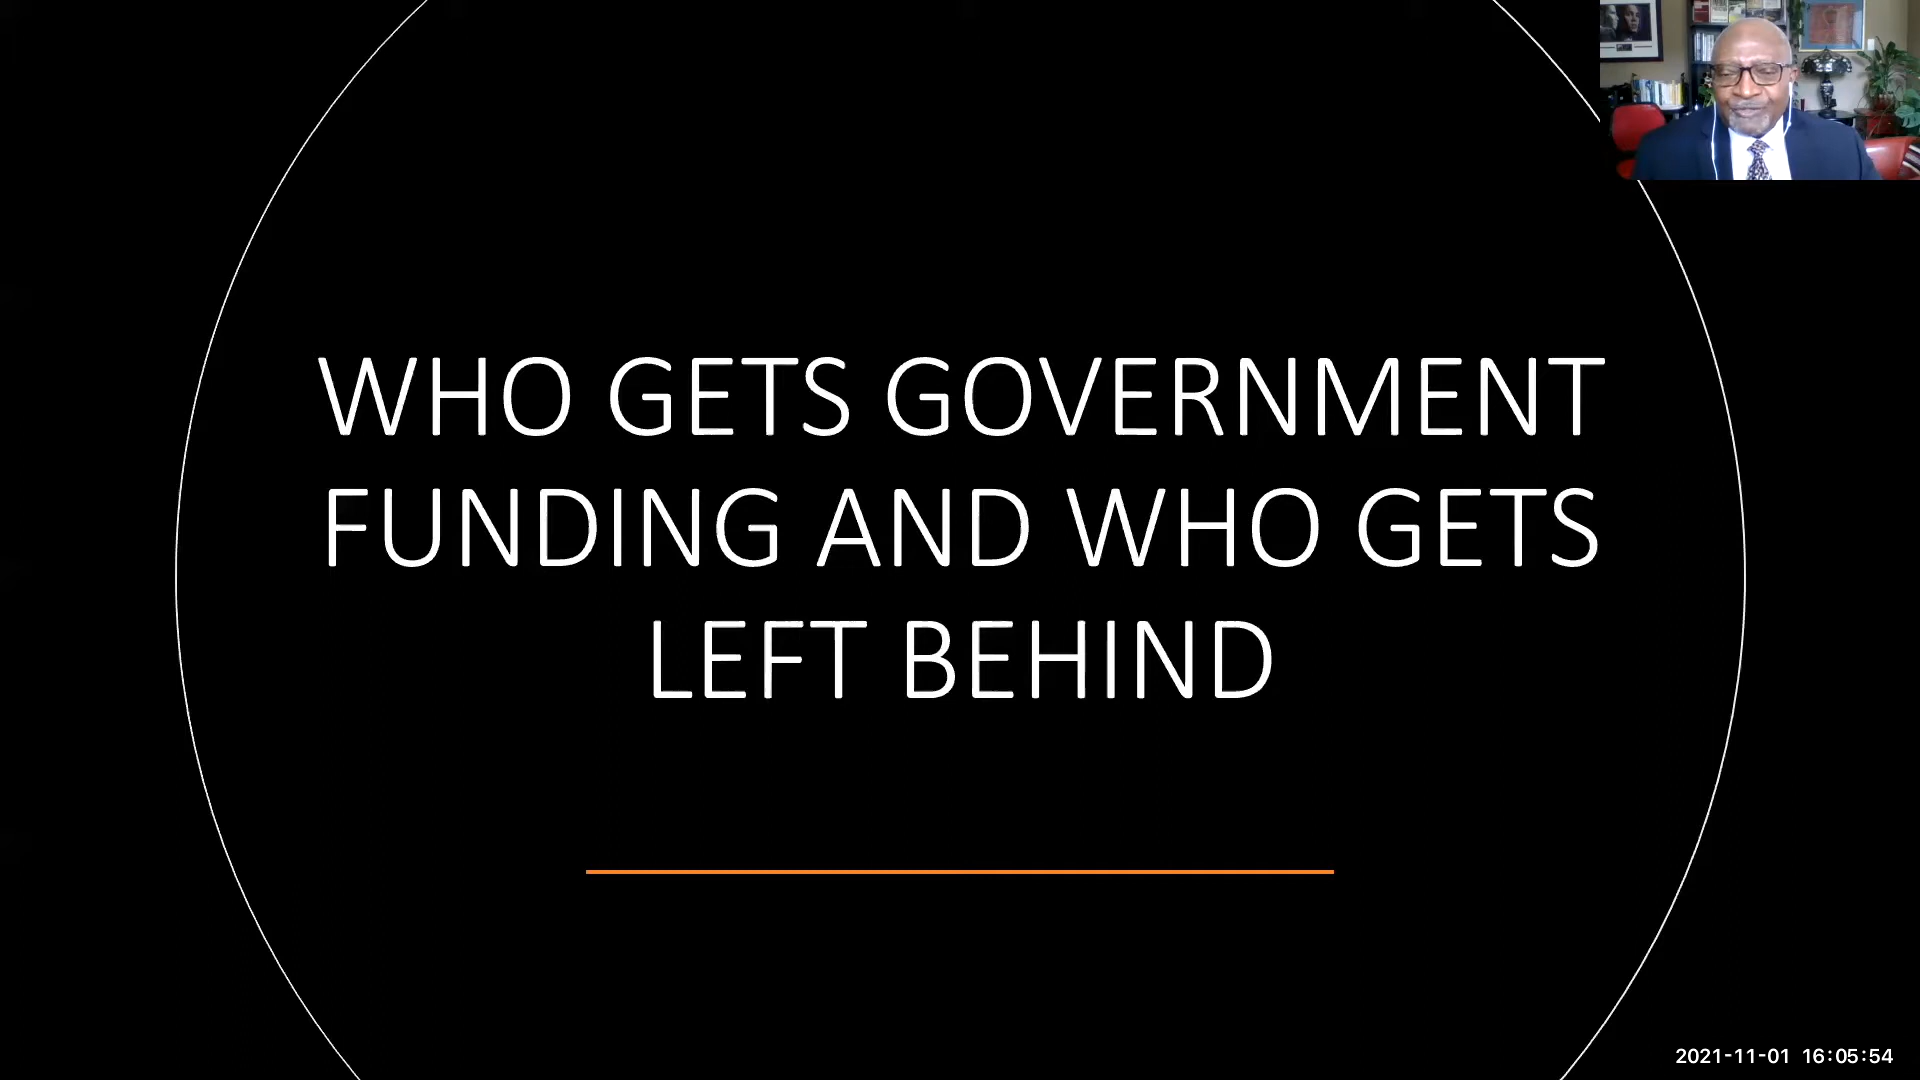 WHO GETS GOVERNMENT
FUNDING AND WHO GETS
LEFT BEHIND
2021-11-01 16:05:54